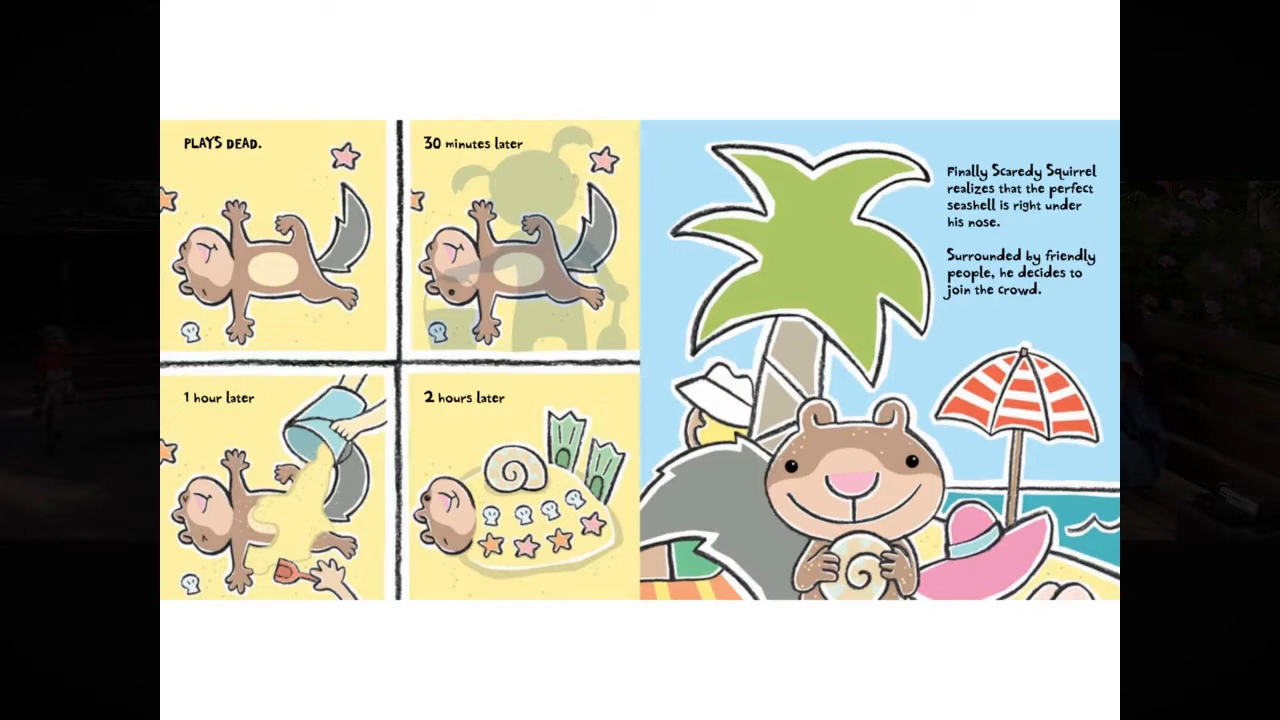 PLAYS DEAD.
30 minutes later
1 hour later
2 hours later
Finally Scaredy Squirrel
realizes that the perfect
seashell is right under
his nose.
Surrounded by friendly
people, he decides to
join the crowd.